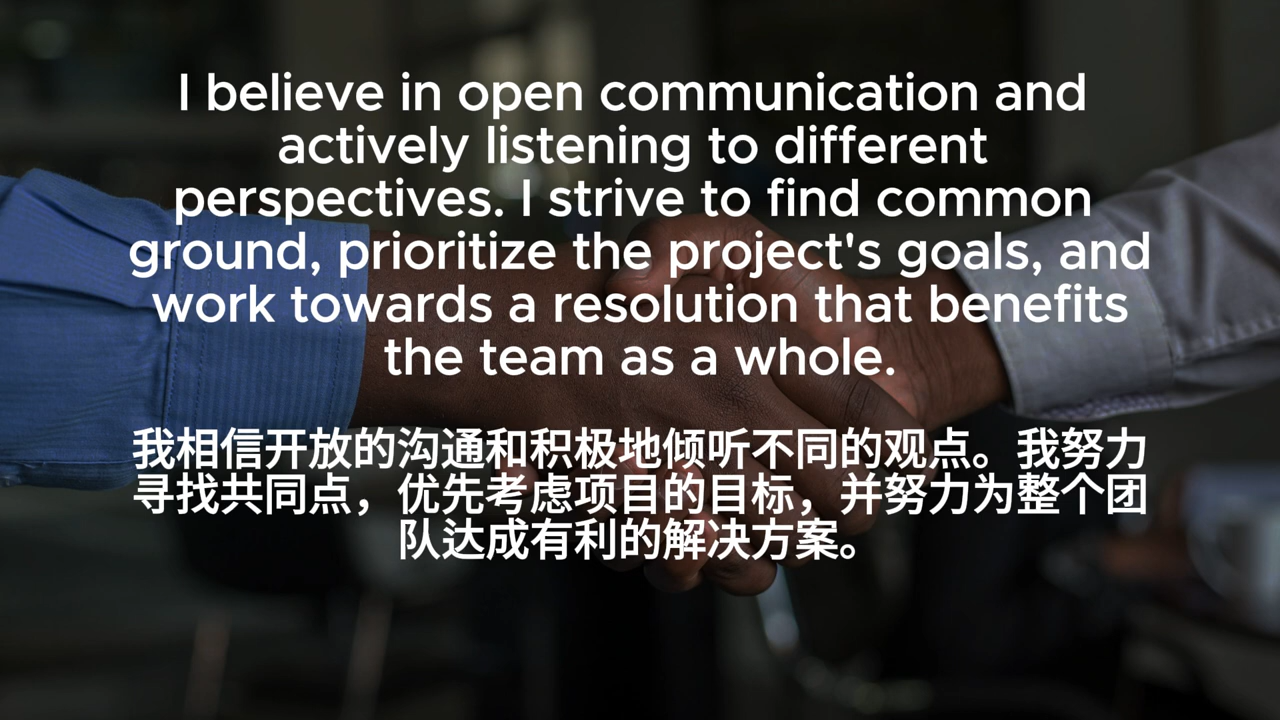 I believe in open communication and
actively listening to different
perspectives. I strive to find common
ground, prioritize the project's goals, and
work towards a resolution that benefits
the team as a whole.
我相信开放的沟通和积极地倾听不同的观点。我努力
寻找共同点，优先考虑项目的目标，并努力为整个团
队达成有利的解决方案。